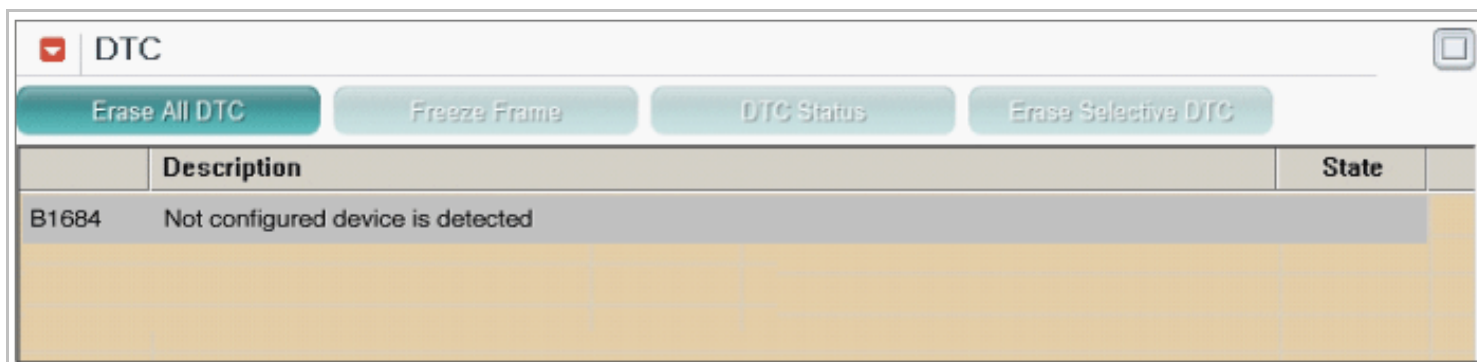 DTC
Erase All DTC Freeze Frame DTC Status Erase Selective DTC
Description State
B1684 Not configured device is detected